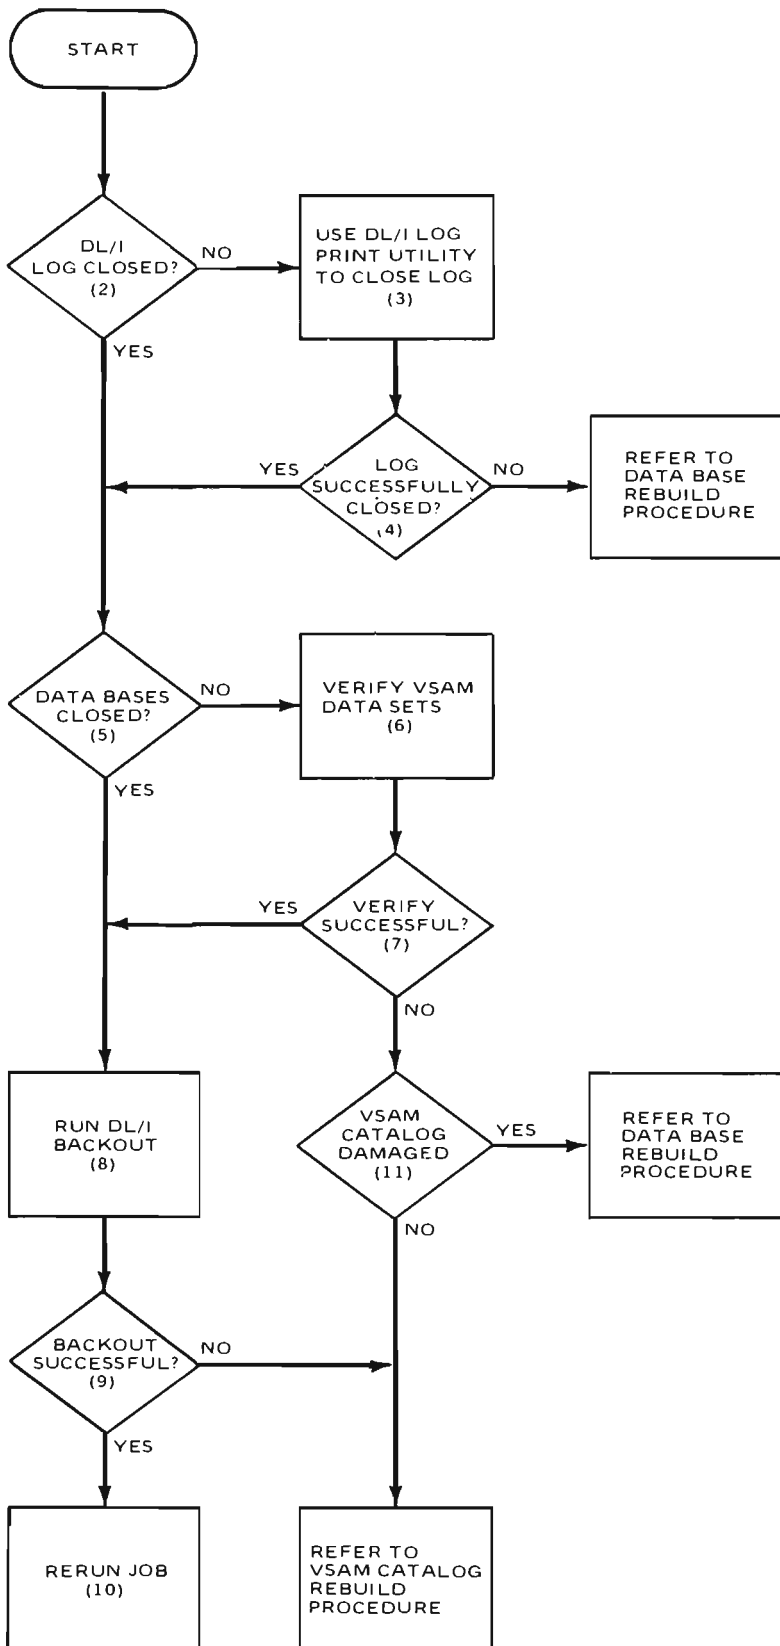 START
DL/I
LOG CLOSED?
(2)
NO
YES
USE DL/I LOG
PRINT UTILITY
TO CLOSE LOG
(3)
YES
LOG
SUCCESSFULLY
CLOSED?
(4)
NO
REFER TO
DATA BASE
REBUILD
PROCEDURE
DATA BASES
CLOSED?
(5)
NO
YES
VERIFY VSAM
DATA SETS
(6)
YES
VERIFY
SUCCESSFUL?
(7)
NO
RUN DL/I
BACKOUT
(8)
VSAM
CATALOG
DAMAGED
(11)
YES
NO
REFER TO
DATA BASE
REBUILD
PROCEDURE
BACKOUT
SUCCESSFUL?
(9)
NO
YES
RERUN JOB
(10)
REFER TO
VSAM CATALOG
REBUILD
PROCEDURE